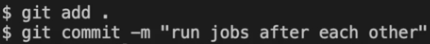 $ git add .
$ git commit -m "run jobs after each other"